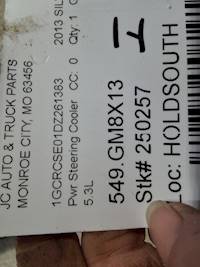 JC AUTO & TRUCK PARTS
MONROE CITY, MO 63456
1GCRCSE01DZ261383 2013 SIL
Pwr Steering Cooler CC: 0 Qty: 1
5.3L
549.GM8X13
Stk# 250257
Loc: HOLDSOUTH